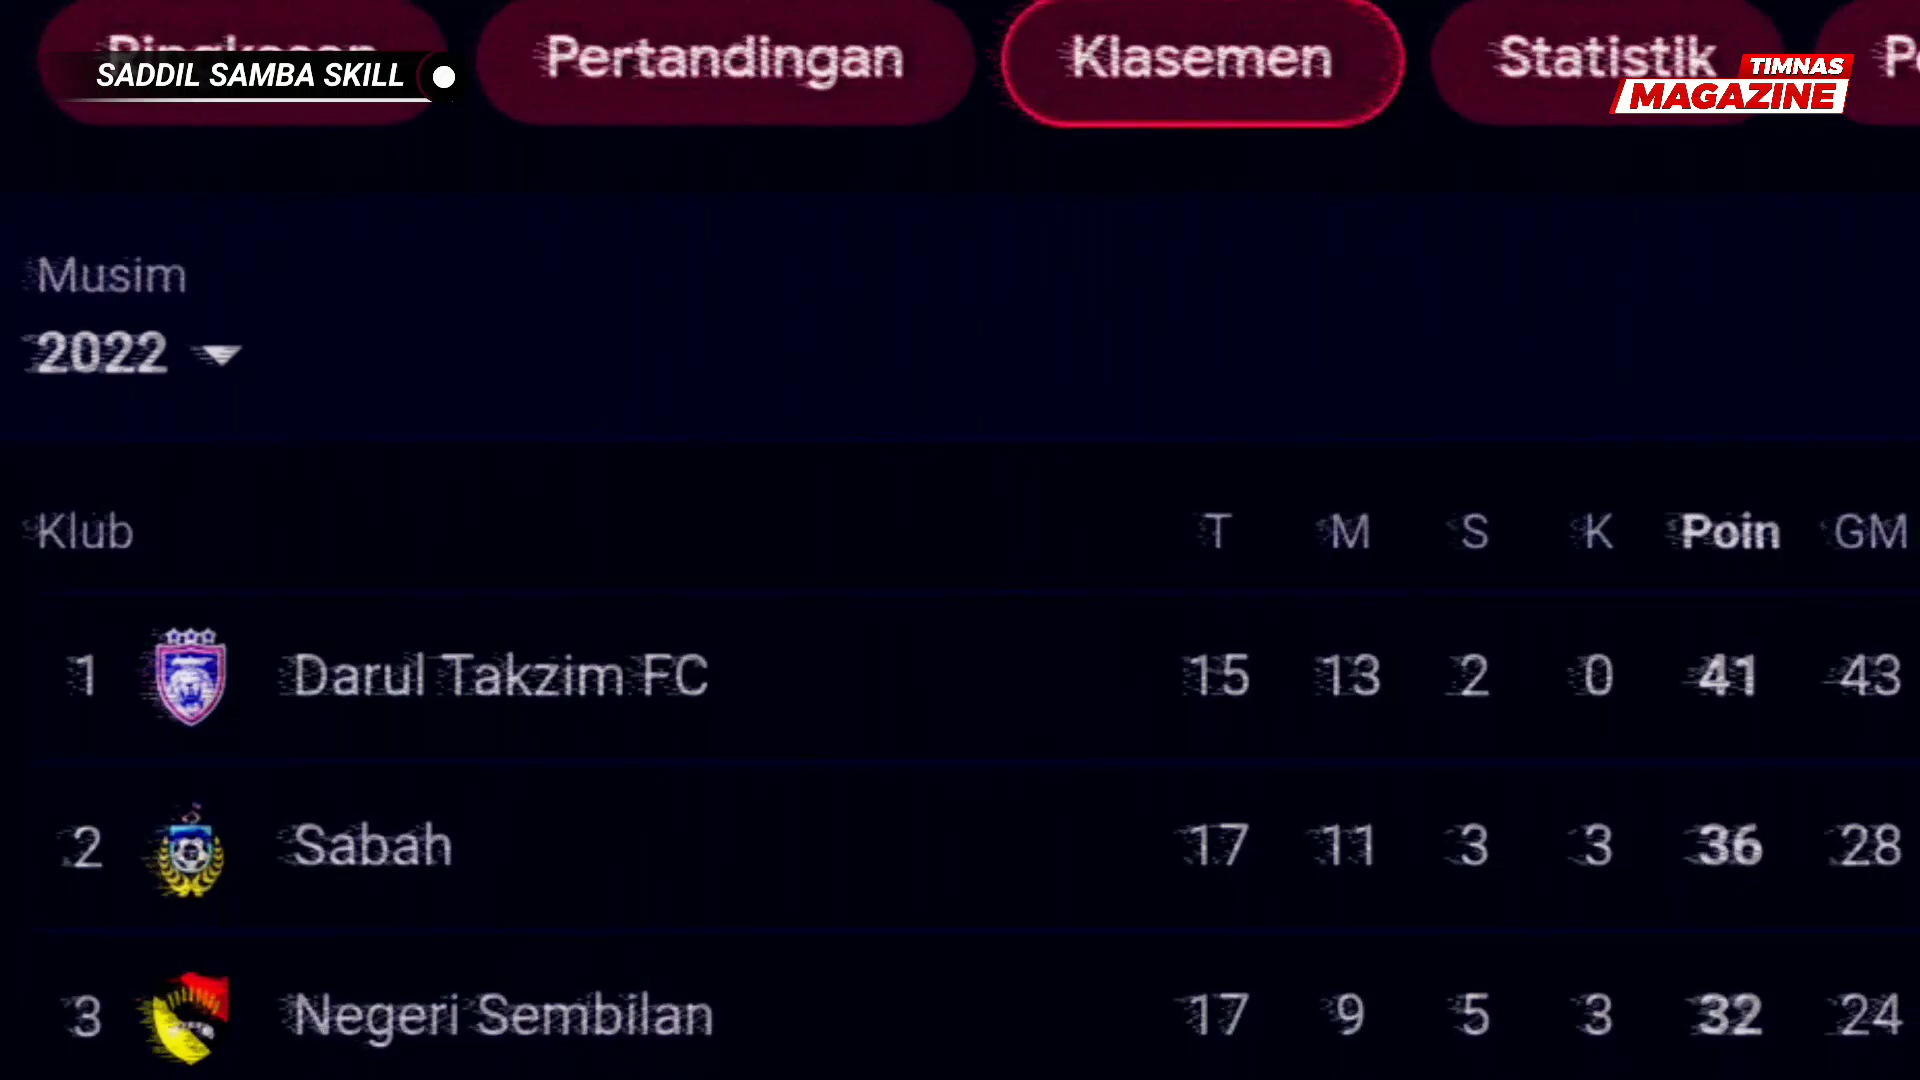 Ringkasan Pertandingan Klasemen Statistik
SADDIL SAMBA SKILL
TIMNAS
MAGAZINE
Musim
2022
Klub T M S K Poin GM
1 Darul Takzim FC 15 13 2 0 41 43
2 Sabah 17 11 3 3 36 28
3 Negeri Sembilan 17 9 5 3 32 24